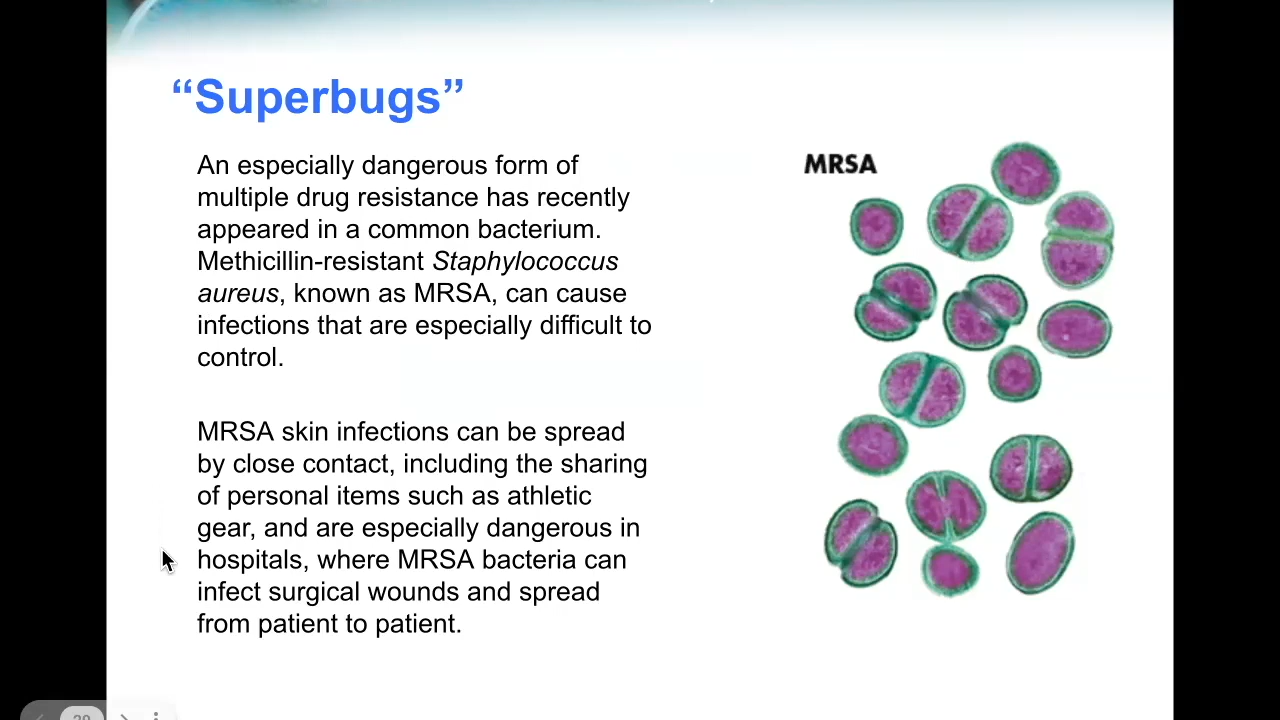 “Superbugs”
An especially dangerous form of
multiple drug resistance has recently
appeared in a common bacterium.
Methicillin-resistant Staphylococcus
aureus, known as MRSA, can cause
infections that are especially difficult to
control.
MRSA skin infections can be spread
by close contact, including the sharing
of personal items such as athletic
gear, and are especially dangerous in
hospitals, where MRSA bacteria can
infect surgical wounds and spread
from patient to patient.
MRSA